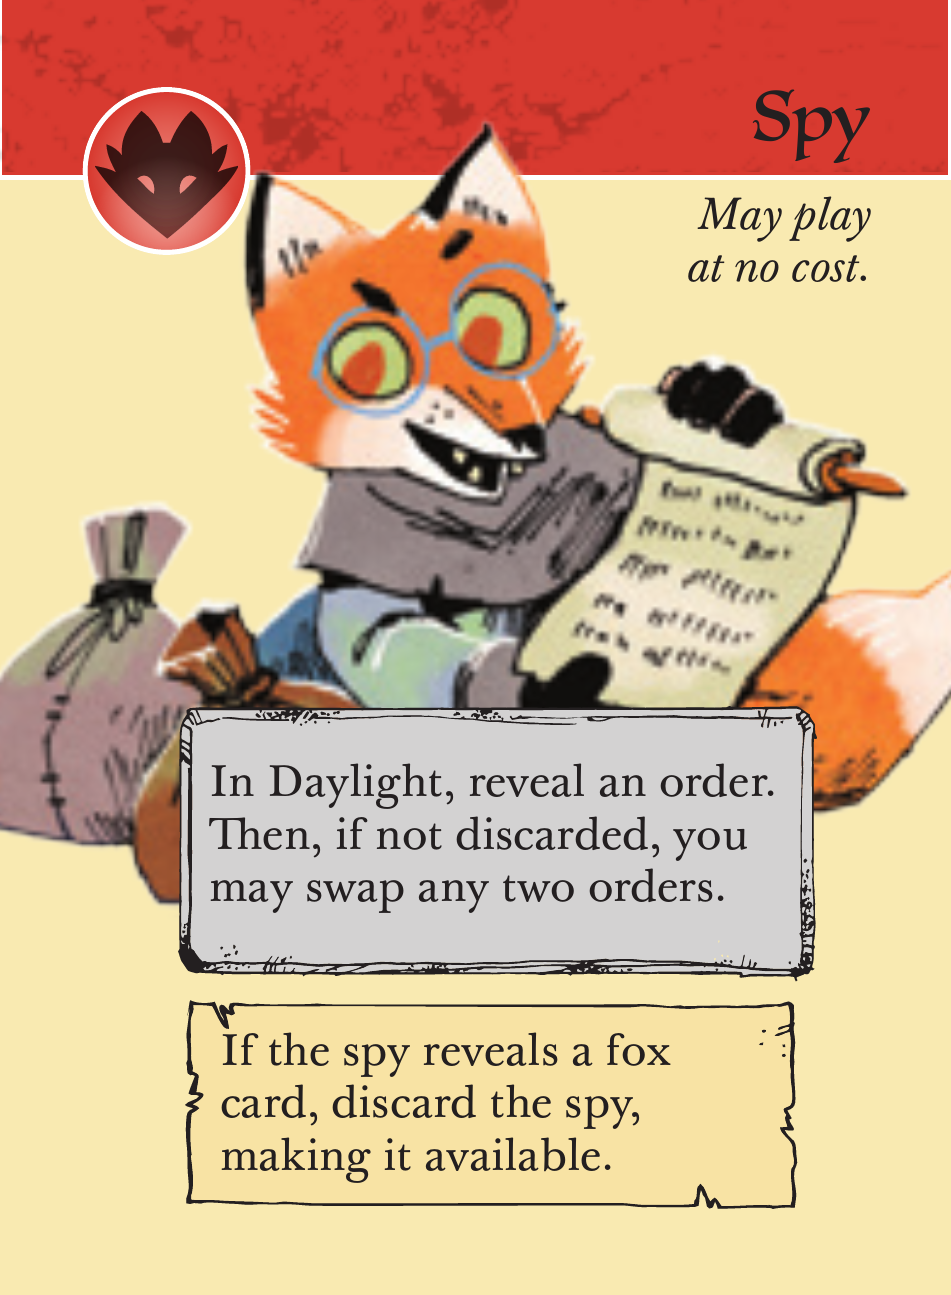 Spy
May play
at no cost.
In Daylight, reveal an order.
Then, if not discarded, you
may swap any two orders.
If the spy reveals a fox
card, discard the spy,
making it available.